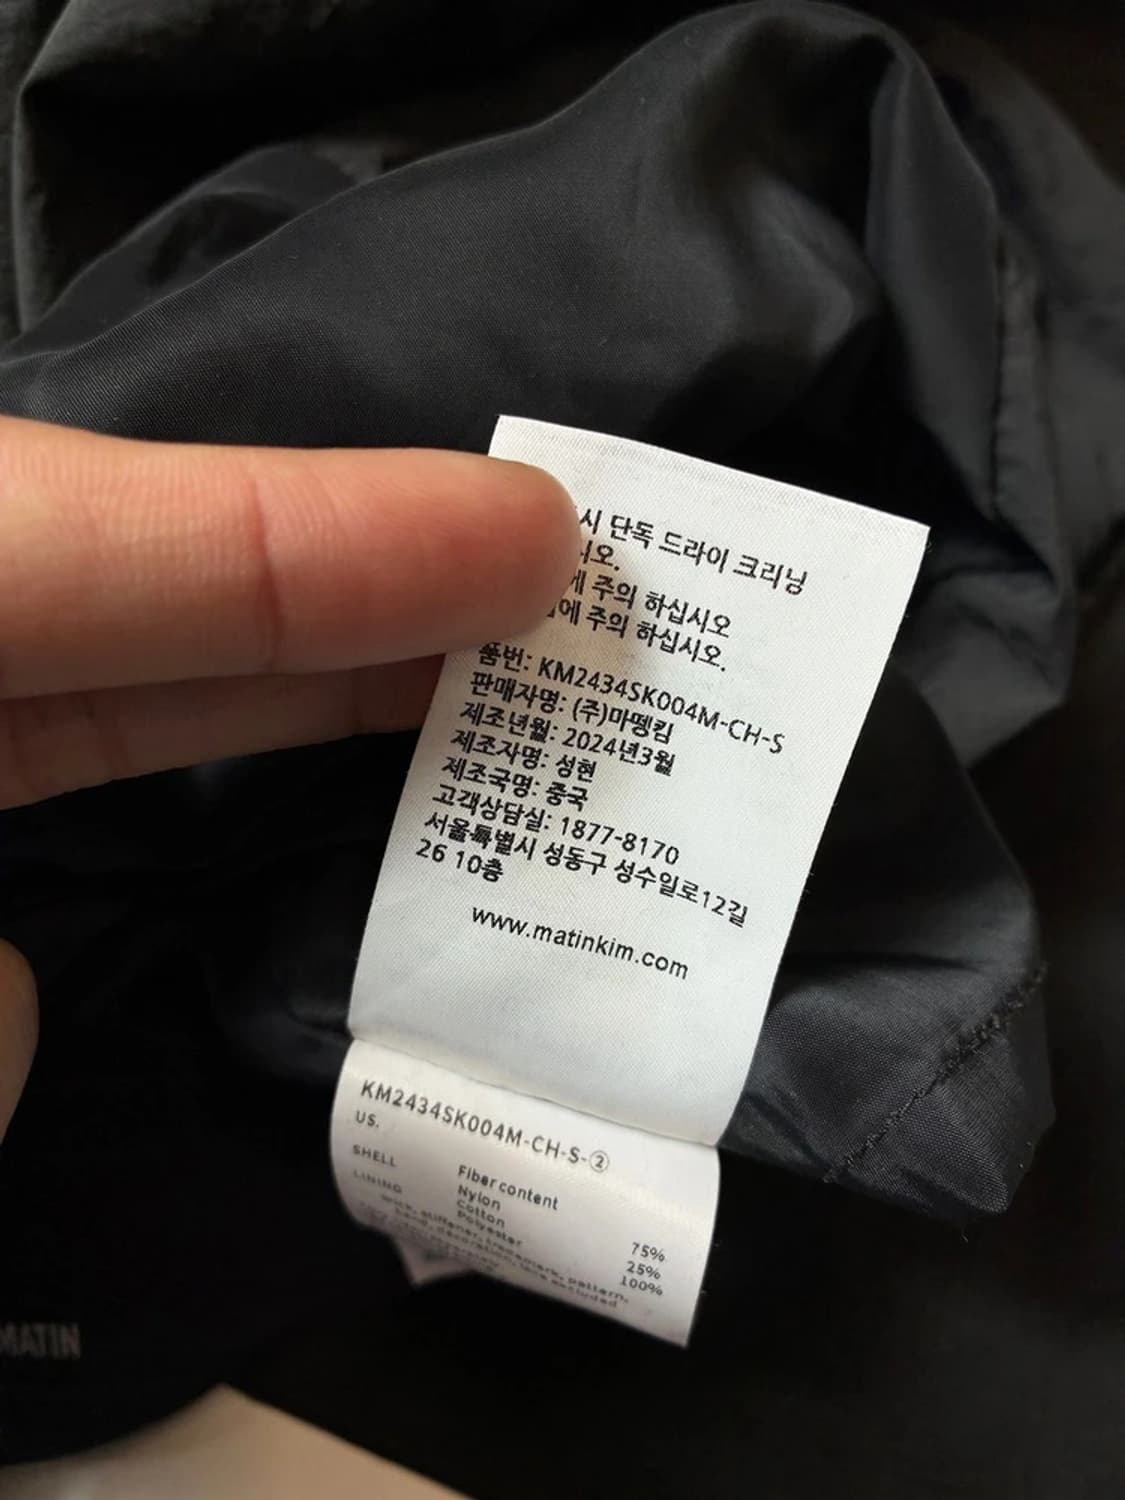 시 단독 드라이 크리닝
시오.
에 주의 하십시오
에 주의 하십시오.
품번: KM2434SK004M-CH-S
판매자명: (주)마뗑킴
제조년월: 2024년3월
제조자명: 성현
제조국명: 중국
고객상담실: 1877-8170
서울특별시 성동구 성수일로12길
26 10층
www.matinkim.com
KM2434SK004M-CH-S-②
US.
Fiber content
SHELL Nylon 75%
Cotton 25%
LINING Polyester 100%
trademark, pattern,
decoration, lace excluded
MATIN